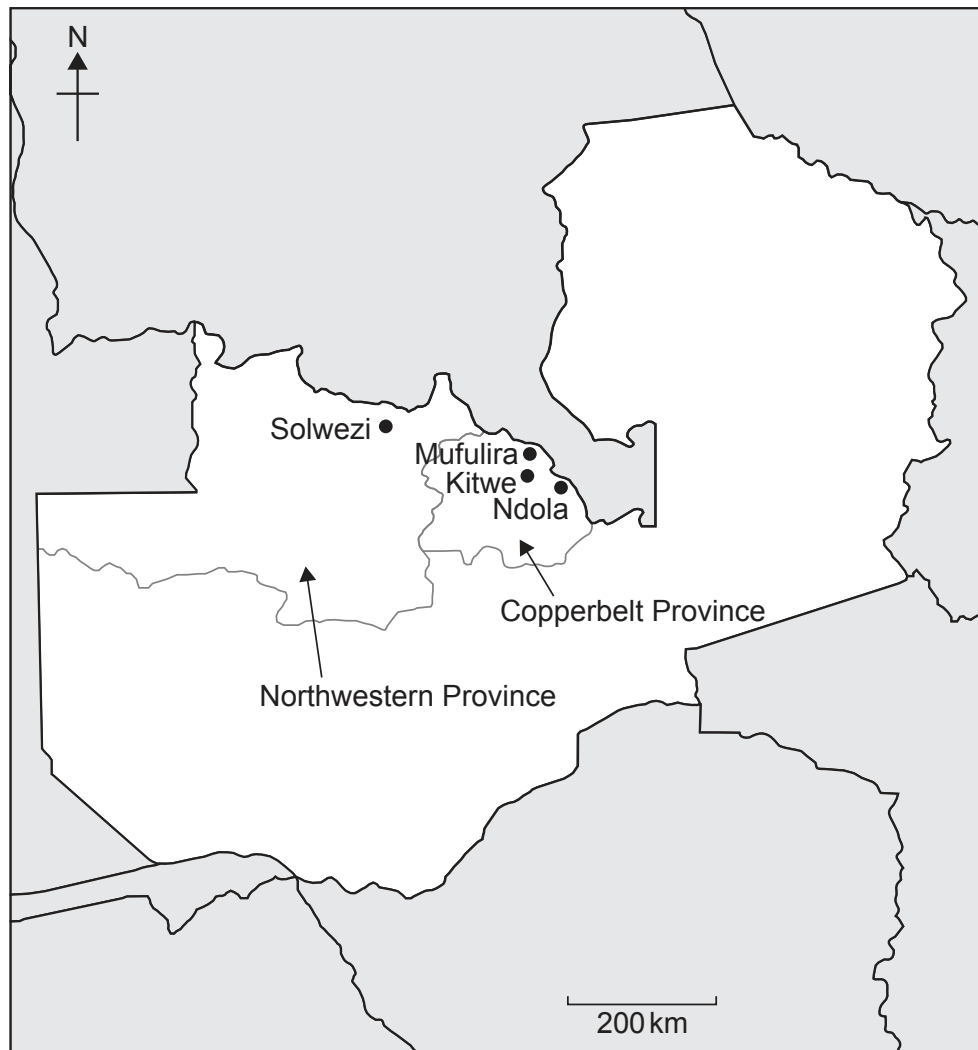 N
Solwezi
Mufulira
Kitwe
Ndola
Copperbelt Province
Northwestern Province
200 km